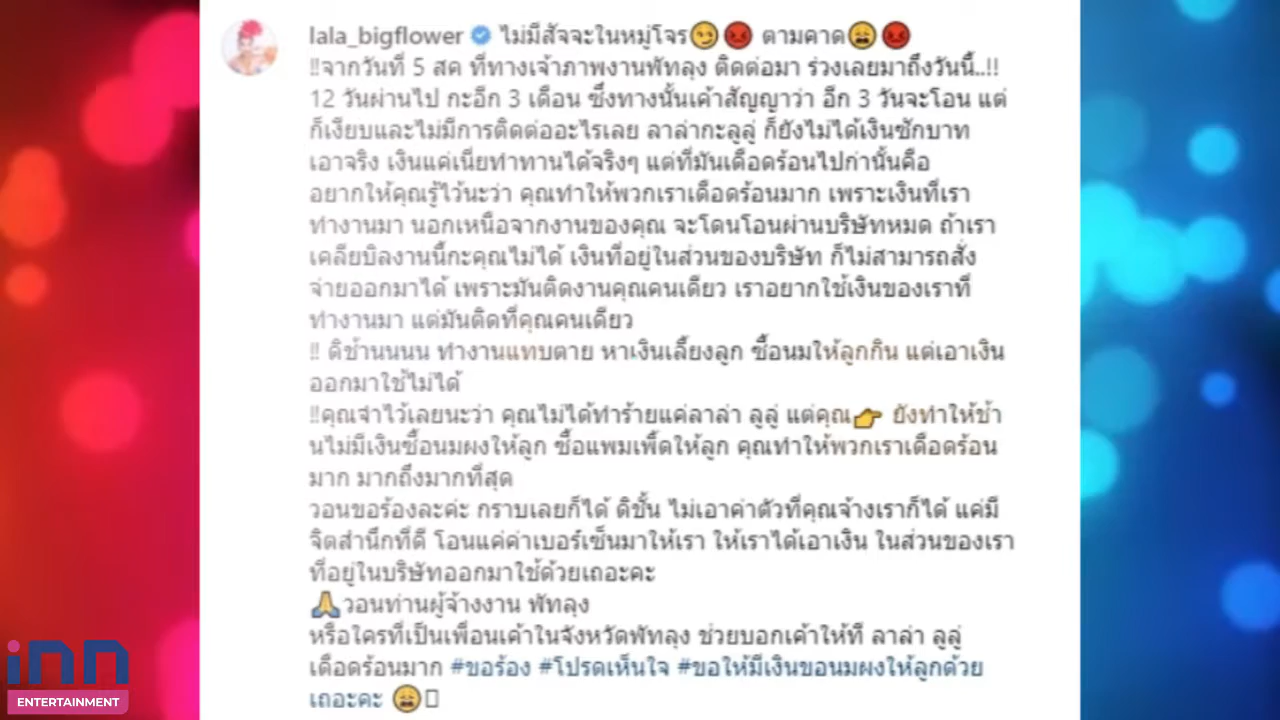 lala_bigflower ไม่มีสัจจะในหมู่โจร😏😡 ตามคาด😩😡
‼จากวันที่ 5 สค ที่ทางเจ้าภาพงานพัทลุง ติดต่อมา ร่วงเลยมาถึงวันนี้..!!
12 วันผ่านไป กะอีก 3 เดือน ซึ่งทางนั้นเค้าสัญญาว่า อีก 3 วันจะโอน แต่
ก็เงียบและไม่มีการติดต่ออะไรเลย ลาล่ากะลูลู่ ก็ยังไม่ได้เงินซักบาท
เอาจริง เงินแค่เนี่ยทำทานได้จริงๆ แต่ที่มันเดือดร้อนไปก่านั้นคือ
อยากให้คุณรู้ไว้นะว่า คุณทำให้พวกเราเดือดร้อนมาก เพราะเงินที่เรา
ทำงานมา นอกเหนือจากงานของคุณ จะโดนโอนผ่านบริษัทหมด ถ้าเรา
เคลียบิลงานนี้กะคุณไม่ได้ เงินที่อยู่ในส่วนของบริษัท ก็ไม่สามารถสั่ง
จ่ายออกมาได้ เพราะมันติดงานคุณคนเดียว เราอยากใช้เงินของเราที่
ทำงานมา แต่มันติดที่คุณคนเดียว
‼ ดิช้านนนน ทำงานแทบตาย หาเงินเลี้ยงลูก ซื้อนมให้ลูกกิน แต่เอาเงิน
ออกมาใช้ไม่ได้
‼คุณจำไว้เลยนะว่า คุณไม่ได้ทำร้ายแค่ลาล่า ลูลู่ แต่คุณ👉 ยังทำให้ช้า
นไม่มีเงินซื้อนมผงให้ลูก ซื้อแพมเพิ้ดให้ลูก คุณทำให้พวกเราเดือดร้อน
มาก มากถึงมากที่สุด
วอนขอร้องละค่ะ กราบเลยก็ได้ ดิชั้น ไม่เอาค่าตัวที่คุณจ้างเราก็ได้ แค่มี
จิตสำนึกที่ดี โอนแค่ค่าเบอร์เซ็นมาให้เรา ให้เราได้เอาเงิน ในส่วนของเรา
ที่อยู่ในบริษัทออกมาใช้ด้วยเถอะคะ
🙏วอนท่านผู้จ้างงาน พัทลุง
หรือใครที่เป็นเพื่อนเค้าในจังหวัดพัทลุง ช่วยบอกเค้าให้ที ลาล่า ลูลู่
เดือดร้อนมาก #ขอร้อง #โปรดเห็นใจ #ขอให้มีเงินขอนมผงให้ลูกด้วย
เถอะคะ 😩
inn
ENTERTAINMENT